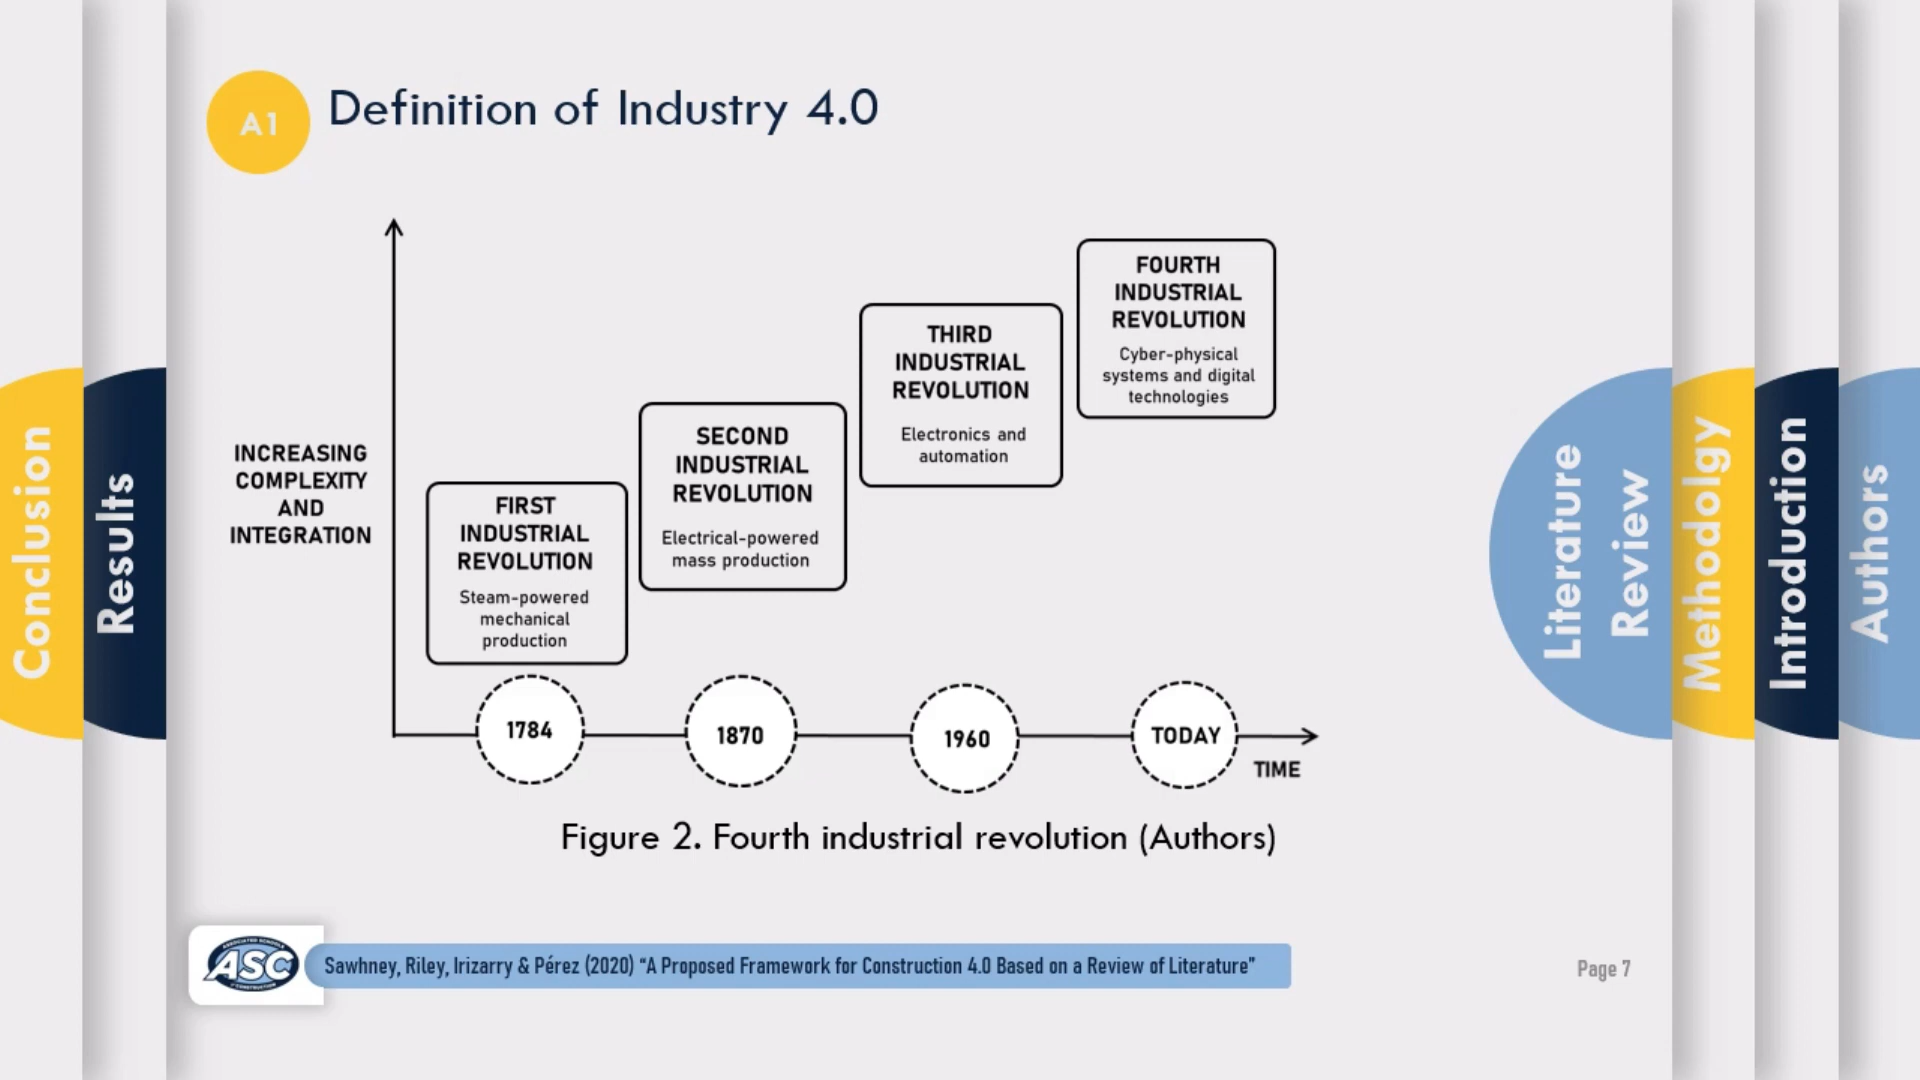 A1
Definition of Industry 4.0
INCREASING
COMPLEXITY
AND
INTEGRATION
FIRST
INDUSTRIAL
REVOLUTION
Steam-powered
mechanical
production
SECOND
INDUSTRIAL
REVOLUTION
Electrical-powered
mass production
THIRD
INDUSTRIAL
REVOLUTION
Electronics and
automation
FOURTH
INDUSTRIAL
REVOLUTION
Cyber-physical
systems and digital
technologies
1784
1870
1960
TODAY
TIME
Figure 2. Fourth industrial revolution (Authors)
Conclusion
Results
Literature
Review
Methodolgy
Introduction
Authors
ASSOCIATED SCHOOLS
ASC
of CONSTRUCTION
Sawhney, Riley, Irizarry & Pérez (2020) “A Proposed Framework for Construction 4.0 Based on a Review of Literature”
Page 7